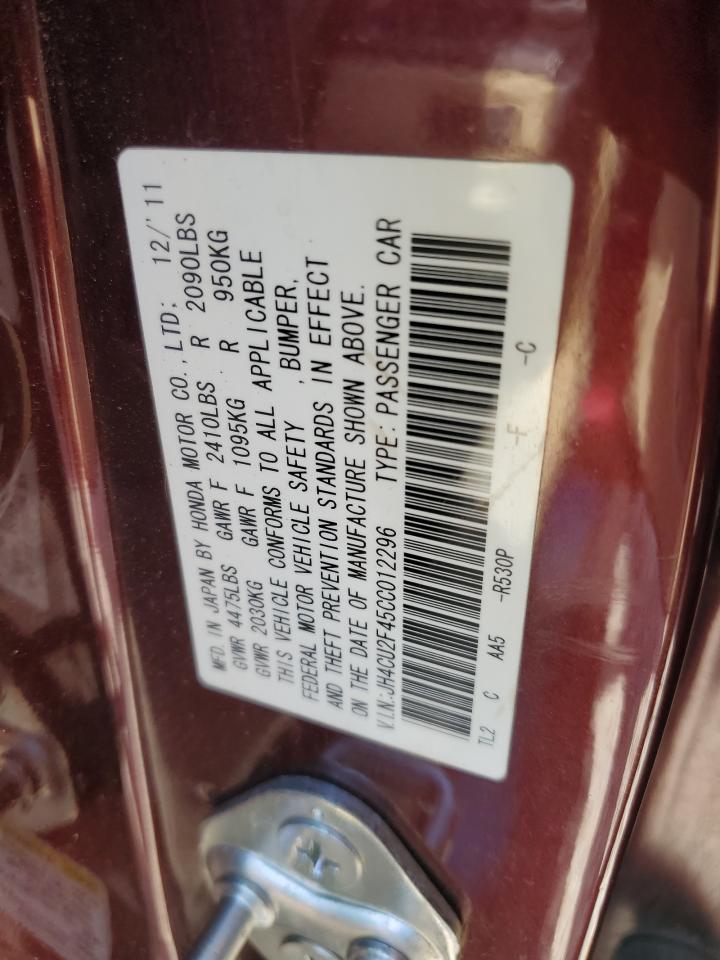 MFD. IN JAPAN BY HONDA MOTOR CO., LTD; 12/'11
GVWR 4475LBS GAWR F 2410LBS R 2090LBS
GVWR 2030KG GAWR F 1095KG R 950KG
THIS VEHICLE CONFORMS TO ALL APPLICABLE
FEDERAL MOTOR VEHICLE SAFETY , BUMPER,
AND THEFT PREVENTION STANDARDS IN EFFECT
ON THE DATE OF MANUFACTURE SHOWN ABOVE.
V.I.N.:JH4CU2F45CC012296 TYPE: PASSENGER CAR
TL2 C AA5 -R530P -F -C